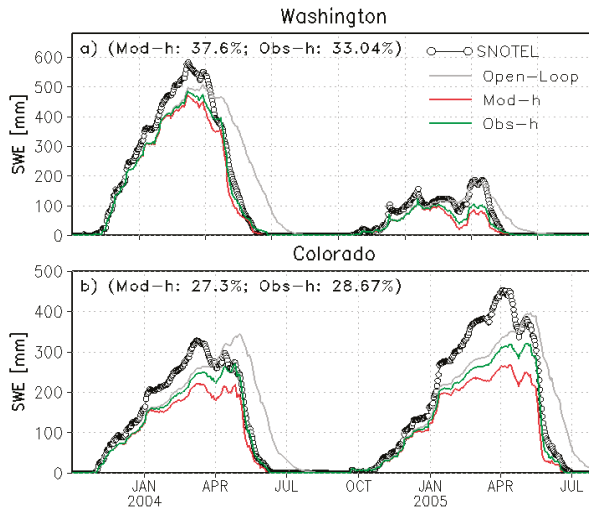 Washington
a) (Mod-h: 37.6%; Obs-h: 33.04%)
SNOTEL
Open-Loop
Mod-h
Obs-h
SWE [mm]
600
500
400
300
200
100
0
Colorado
b) (Mod-h: 27.3%; Obs-h: 28.67%)
SWE [mm]
500
400
300
200
100
0
JAN APR JUL OCT JAN APR JUL
2004 2005